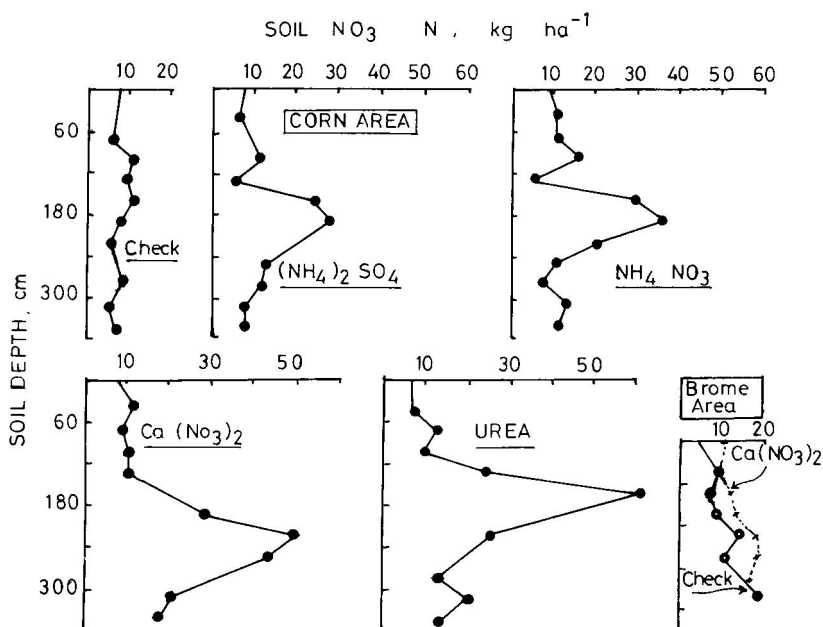 SOIL NO3 N, kg ha⁻¹
10 20
10 20 30 40 50 60
10 20 30 40 50 60
CORN AREA
60
180
300
Check
(NH4)2 SO4
NH4 NO3
SOIL DEPTH, cm
10 30 50
10 30 50
Brome
Area
10 20
60
180
300
Ca (No3)2
UREA
Ca(NO3)2
Check